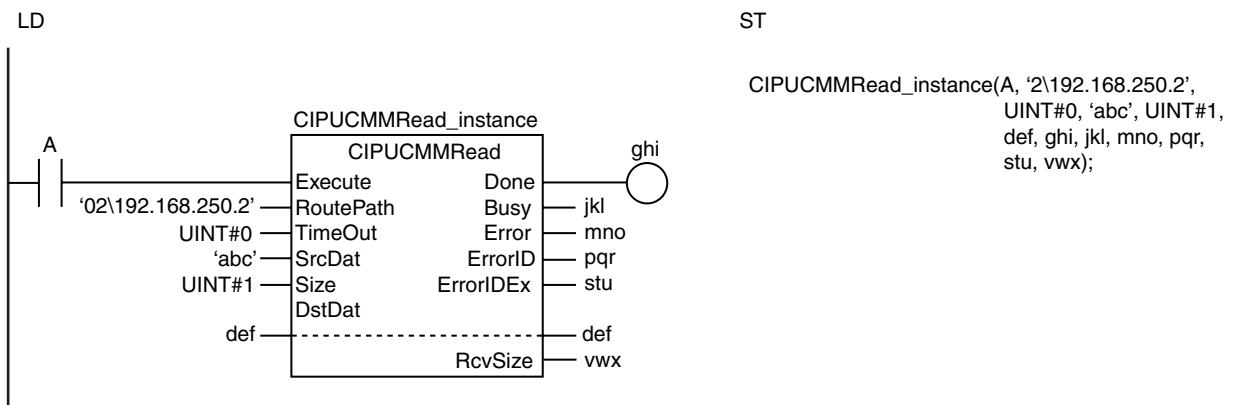 LD
ST
CIPUCMMRead_instance(A, ‘2\192.168.250.2’,
UINT#0, ‘abc’, UINT#1,
def, ghi, jkl, mno, pqr,
stu, vwx);
CIPUCMMRead_instance
A
CIPUCMMRead
ghi
Execute Done
‘02\192.168.250.2’ RoutePath Busy jkl
UINT#0 TimeOut Error mno
‘abc’ SrcDat ErrorID pqr
UINT#1 Size ErrorIDEx stu
DstDat
def def
RcvSize vwx